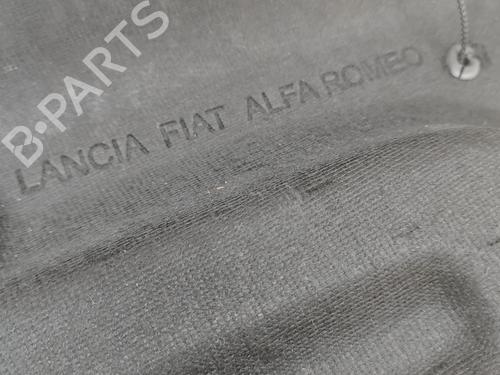 B-PARTS
LANCIA FIAT ALFA ROMEO